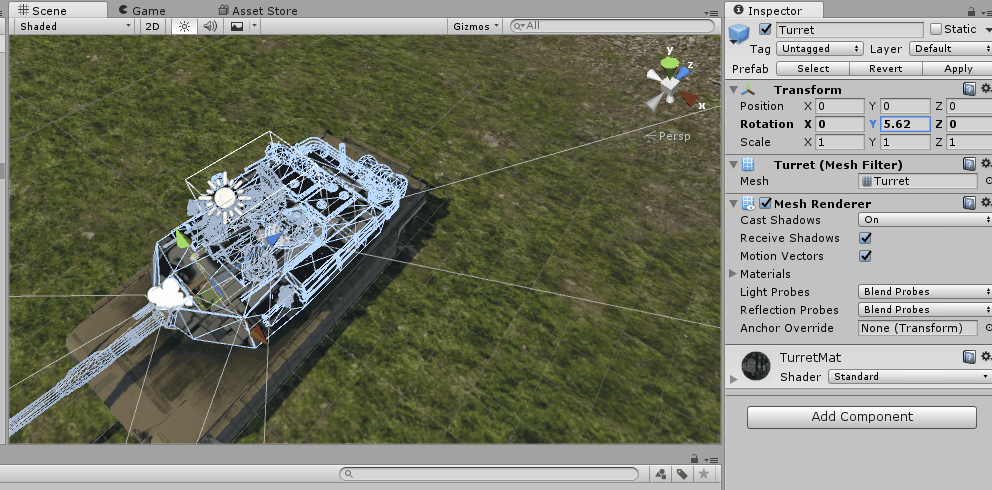 Scene Game Asset Store
Shaded 2D Gizmos All
y
z
x
Persp
Inspector
Turret Static
Tag Untagged Layer Default
Prefab Select Revert Apply
Transform
Position X 0 Y 0 Z 0
Rotation X 0 Y 5.62 Z 0
Scale X 1 Y 1 Z 1
Turret (Mesh Filter)
Mesh Turret
Mesh Renderer
Cast Shadows On
Receive Shadows
Motion Vectors
Materials
Light Probes Blend Probes
Reflection Probes Blend Probes
Anchor Override None (Transform)
TurretMat
Shader Standard
Add Component